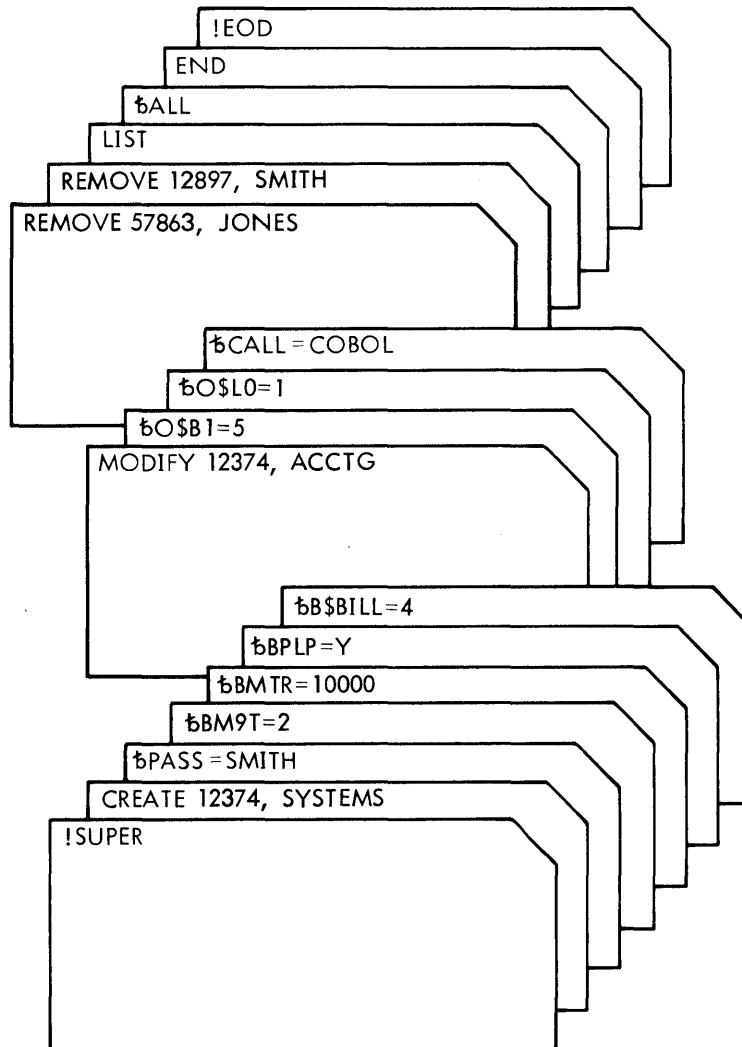 !EOD
END
ƀALL
LIST
REMOVE 12897, SMITH
REMOVE 57863, JONES
ƀCALL=COBOL
ƀO$L0=1
ƀO$B1=5
MODIFY 12374, ACCTG
ƀB$BILL=4
ƀBPLP=Y
ƀBMTR=10000
ƀBM9T=2
ƀPASS=SMITH
CREATE 12374, SYSTEMS
!SUPER